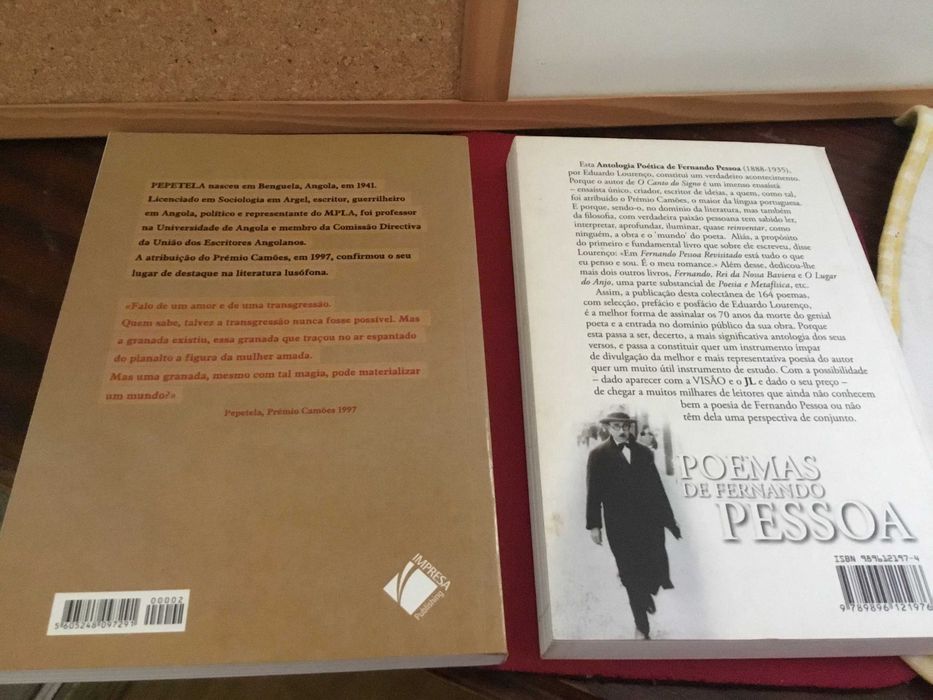 PEPETELA nasceu em Benguela, Angola, em 1941.
Licenciado em Sociologia em Argel, escritor, guerrilheiro
em Angola, político e representante do MPLA, foi professor
na Universidade de Angola e membro da Comissão Directiva
da União dos Escritores Angolanos.
A atribuição do Prémio Camões, em 1997, confirmou o seu
lugar de destaque na literatura lusófona.
«Falo de um amor e de uma transgressão.
Quem sabe, talvez a transgressão nunca fosse possível. Mas
a granada existiu, essa granada que traçou no ar espantado
do planalto a figura da mulher amada.
Mas uma granada, mesmo com tal magia, pode materializar
um mundo?»
Pepetela, Prémio Camões 1997
00002
5 605248 097291
IMPRESA
Publishing
Esta Antologia Poética de Fernando Pessoa (1888-1935),
por Eduardo Lourenço, constitui um verdadeiro acontecimento.
Porque o autor de O Canto do Signo é um imenso ensaísta
– ensaísta único, criador, escritor de ideias, a quem, como tal,
foi atribuído o Prémio Camões, o maior da língua portuguesa.
E porque, sendo-o, no domínio da literatura, mas também
da filosofia, com verdadeira paixão pessoana tem sabido ler,
interpretar, aprofundar, iluminar, quase reinventar, como
ninguém, a obra e o 'mundo' do poeta. Aliás, a propósito
do primeiro e fundamental livro que sobre ele escreveu, disse
Lourenço: «Em Fernando Pessoa Revisitado está tudo o que
eu penso e sou. É o meu romance.» Além desse, dedicou-lhe
mais dois outros livros, Fernando, Rei da Nossa Baviera e O Lugar
do Anjo, uma parte substancial de Poesia e Metafísica, etc.
Assim, a publicação desta colectânea de 164 poemas,
com selecção, prefácio e posfácio de Eduardo Lourenço,
é a melhor forma de assinalar os 70 anos da morte do genial
poeta e a entrada no domínio público da sua obra. Porque
esta passa a ser, decerto, a mais significativa antologia dos seus
versos, e passa a constituir quer um instrumento ímpar
de divulgação da melhor e mais representativa poesia do autor
quer um muito útil instrumento de estudo. Com a possibilidade
– dado aparecer com a VISÃO e o JL e dado o seu preço –
de chegar a muitos milhares de leitores que ainda não conhecem
bem a poesia de Fernando Pessoa ou não
têm dela uma perspectiva de conjunto.
POEMAS
DE FERNANDO
PESSOA
ISBN 989612197-4
9 789896 121976